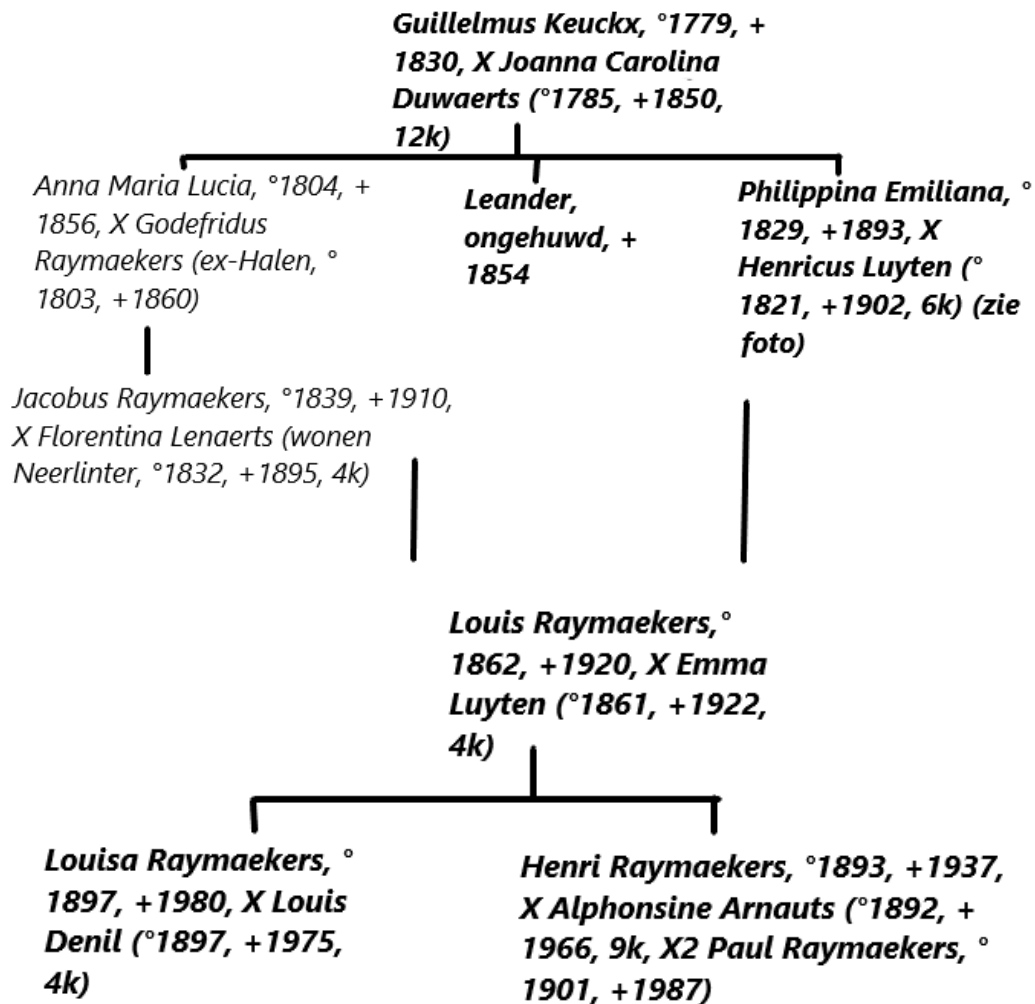 Guillelmus Keuckx, °1779, +
1830, X Joanna Carolina
Duwaerts (°1785, +1850,
12k)
Anna Maria Lucia, °1804, +
1856, X Godefridus
Raymaekers (ex-Halen, °
1803, +1860)
Leander,
ongehuwd, +
1854
Philippina Emiliana, °
1829, +1893, X
Henricus Luyten (°
1821, +1902, 6k) (zie
foto)
Jacobus Raymaekers, °1839, +1910,
X Florentina Lenaerts (wonen
Neerlinter, °1832, +1895, 4k)
Louis Raymaekers, °
1862, +1920, X Emma
Luyten (°1861, +1922,
4k)
Louisa Raymaekers, °
1897, +1980, X Louis
Denil (°1897, +1975,
4k)
Henri Raymaekers, °1893, +1937,
X Alphonsine Arnauts (°1892, +
1966, 9k, X2 Paul Raymaekers, °
1901, +1987)